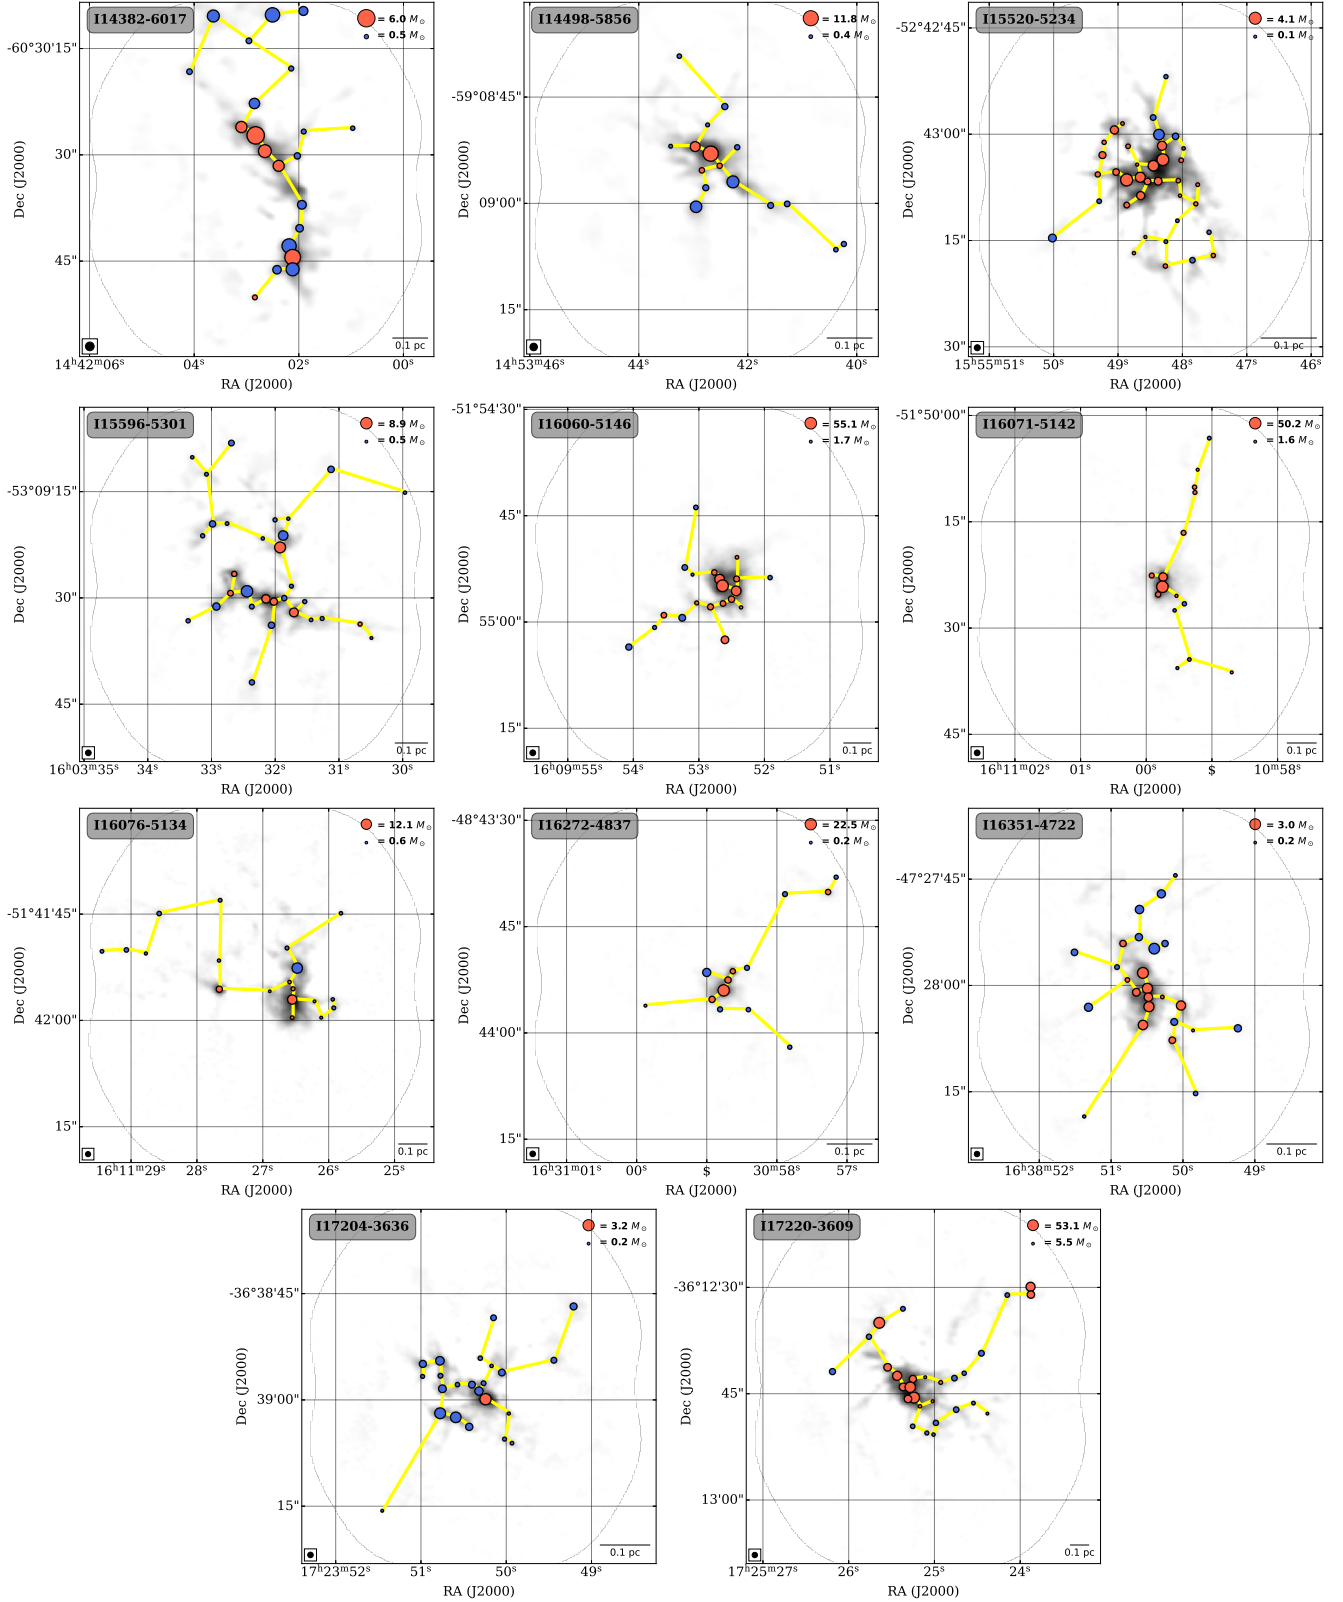 I14382-6017
= 6.0 M⊙
= 0.5 M⊙
-60°30'15"
30"
45"
Dec (J2000)
0.1 pc
14ʰ42ᵐ06ˢ 04ˢ 02ˢ 00ˢ
RA (J2000)
I14498-5856
= 11.8 M⊙
= 0.4 M⊙
-59°08'45"
09'00"
15"
Dec (J2000)
0.1 pc
14ʰ53ᵐ46ˢ 44ˢ 42ˢ 40ˢ
RA (J2000)
I15520-5234
= 4.1 M⊙
= 0.1 M⊙
-52°42'45"
43'00"
15"
30"
Dec (J2000)
0.1 pc
15ʰ55ᵐ51ˢ 50ˢ 49ˢ 48ˢ 47ˢ 46ˢ
RA (J2000)
I15596-5301
= 8.9 M⊙
= 0.5 M⊙
-53°09'15"
30"
45"
Dec (J2000)
0.1 pc
16ʰ03ᵐ35ˢ 34ˢ 33ˢ 32ˢ 31ˢ 30ˢ
RA (J2000)
I16060-5146
= 55.1 M⊙
= 1.7 M⊙
-51°54'30"
45"
55'00"
15"
Dec (J2000)
0.1 pc
16ʰ09ᵐ55ˢ 54ˢ 53ˢ 52ˢ 51ˢ
RA (J2000)
I16071-5142
= 50.2 M⊙
= 1.6 M⊙
-51°50'00"
15"
30"
45"
Dec (J2000)
0.1 pc
16ʰ11ᵐ02ˢ 01ˢ 00ˢ $ 10ᵐ58ˢ
RA (J2000)
I16076-5134
= 12.1 M⊙
= 0.6 M⊙
-51°41'45"
42'00"
15"
Dec (J2000)
0.1 pc
16ʰ11ᵐ29ˢ 28ˢ 27ˢ 26ˢ 25ˢ
RA (J2000)
I16272-4837
= 22.5 M⊙
= 0.2 M⊙
-48°43'30"
45"
44'00"
15"
Dec (J2000)
0.1 pc
16ʰ31ᵐ01ˢ 00ˢ $ 30ᵐ58ˢ 57ˢ
RA (J2000)
I16351-4722
= 3.0 M⊙
= 0.2 M⊙
-47°27'45"
28'00"
15"
Dec (J2000)
0.1 pc
16ʰ38ᵐ52ˢ 51ˢ 50ˢ 49ˢ
RA (J2000)
I17204-3636
= 3.2 M⊙
= 0.2 M⊙
-36°38'45"
39'00"
15"
Dec (J2000)
0.1 pc
17ʰ23ᵐ52ˢ 51ˢ 50ˢ 49ˢ
RA (J2000)
I17220-3609
= 53.1 M⊙
= 5.5 M⊙
-36°12'30"
45"
13'00"
Dec (J2000)
0.1 pc
17ʰ25ᵐ27ˢ 26ˢ 25ˢ 24ˢ
RA (J2000)